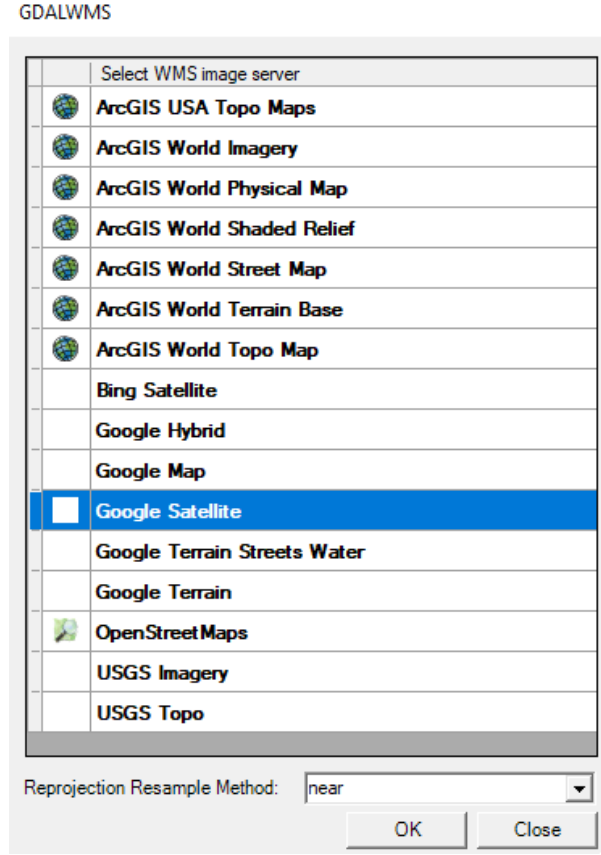 GDALWMS
Select WMS image server
ArcGIS USA Topo Maps
ArcGIS World Imagery
ArcGIS World Physical Map
ArcGIS World Shaded Relief
ArcGIS World Street Map
ArcGIS World Terrain Base
ArcGIS World Topo Map
Bing Satellite
Google Hybrid
Google Map
Google Satellite
Google Terrain Streets Water
Google Terrain
OpenStreetMaps
USGS Imagery
USGS Topo
Reprojection Resample Method: near
OK Close